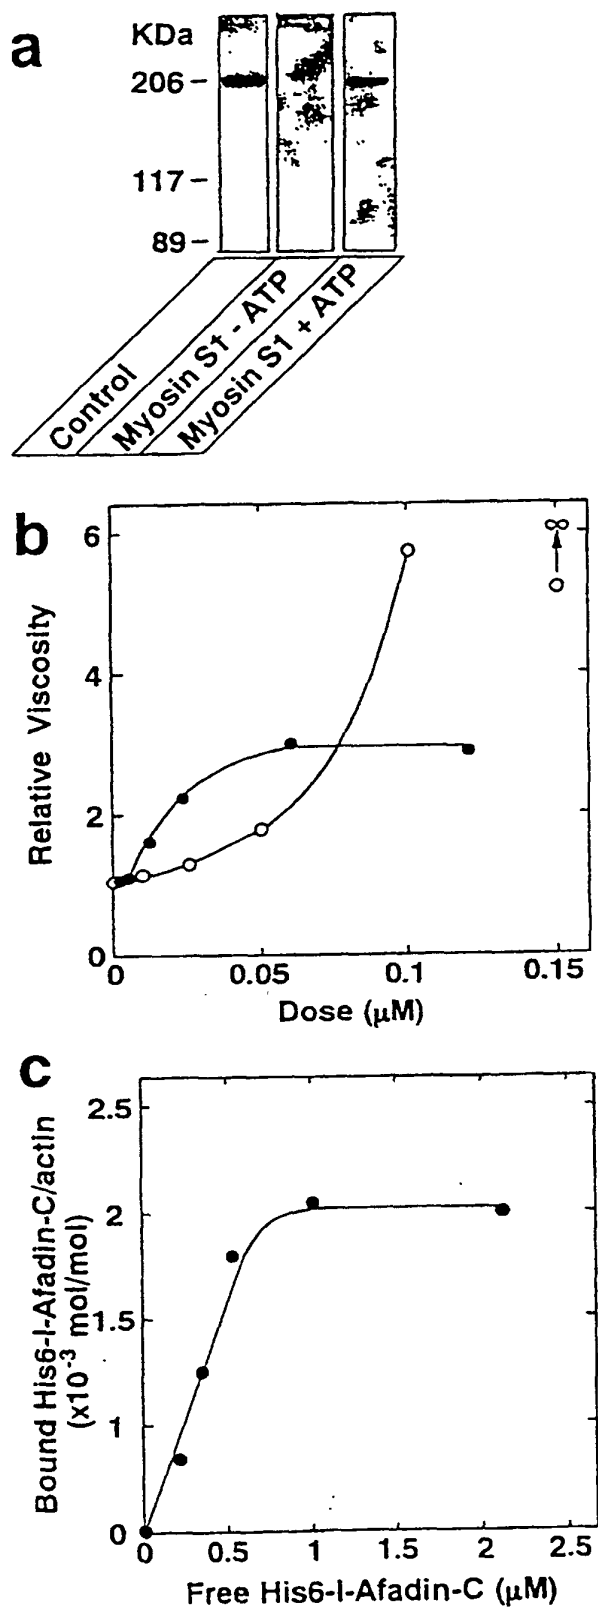 a
KDa
206
117
89
Control
Myosin S1 - ATP
Myosin S1 + ATP
b
Relative Viscosity
6
4
2
0
∞
0
0.05
0.1
0.15
Dose (μM)
c
Bound His6-l-Afadin-C/actin
(x10-3 mol/mol)
2.5
2
1.5
1
0
0
0.5
1
1.5
2
2.5
Free His6-l-Afadin-C (μM)